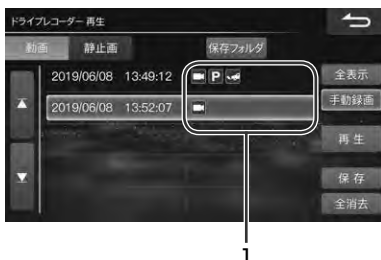 ドライブレコーダー 再生
動画 静止画 保存フォルダ
2019/06/08 13:49:12 P 全表示
2019/06/08 13:52:07 手動録画
再生
保存
全消去
1